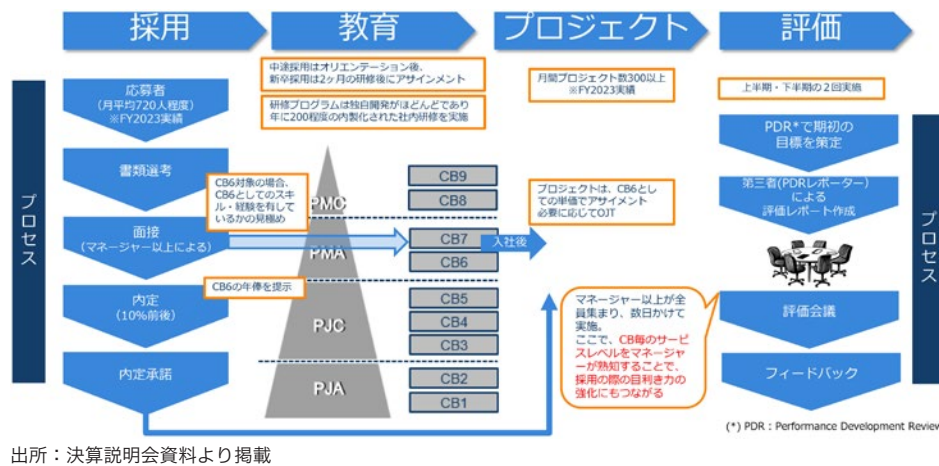 採用
教育
プロジェクト
評価
プロセス
応募者
(月平均720人程度)
※FY2023実績
書類選考
面接
(マネージャー以上による)
内定
(10%前後)
内定承諾
CB6対象の場合、
CB6としてのスキ
ル・経験を有して
いるかの見極め
CB6の年俸を提示
中途採用はオリエンテーション後、
新卒採用は2ヶ月の研修後にアサインメント
研修プログラムは独自開発がほとんどであり
年に200程度の内製化された社内研修を実施
PMC
PMA
PJC
PJA
CB9
CB8
CB7
CB6
CB5
CB4
CB3
CB2
CB1
入社後
月間プロジェクト数300以上
※FY2023実績
プロジェクトは、CB6とし
ての単価でアサイメント
必要に応じてOJT
マネージャー以上が全
員集まり、数日かけて
実施。
ここで、CB毎のサービ
スレベルをマネージャー
が熟知することで、
採用の際の目利き力の
強化にもつながる
上半期・下半期の2回実施
PDR*で期初の
目標を策定
第三者(PDRレポーター)
による
評価レポート作成
評価会議
フィードバック
プロセス
(*) PDR : Performance Development Review
出所：決算説明会資料より掲載